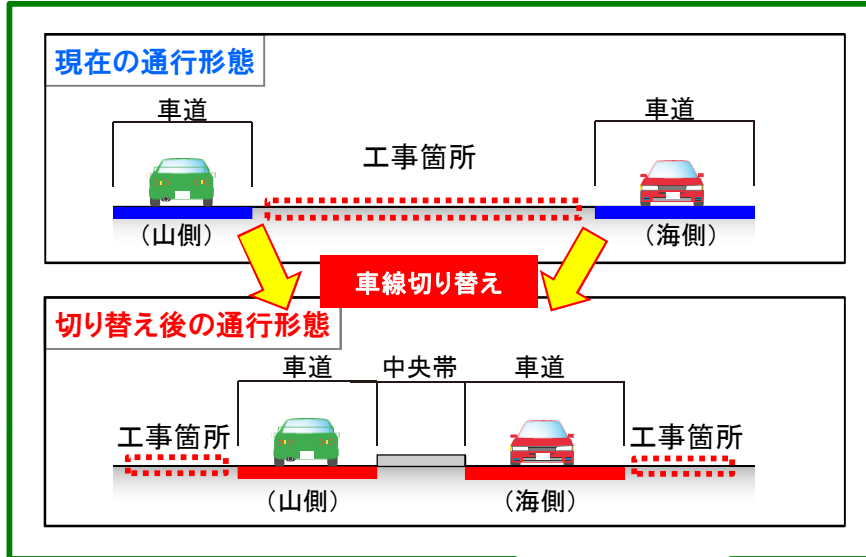 現在の通行形態
車道
車道
工事箇所
（山側）
（海側）
車線切り替え
切り替え後の通行形態
車道
中央帯
車道
工事箇所
工事箇所
（山側）
（海側）